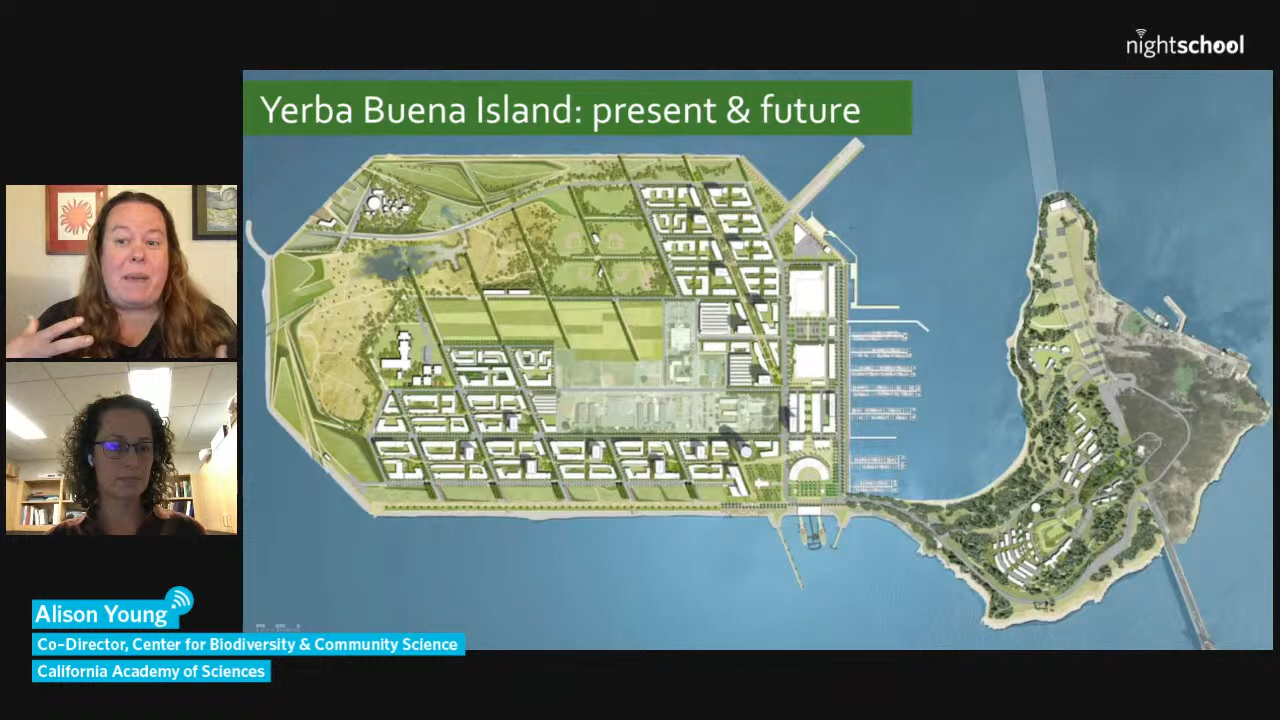 nightschool
Yerba Buena Island: present & future
Alison Young
Co-Director, Center for Biodiversity & Community Science
California Academy of Sciences